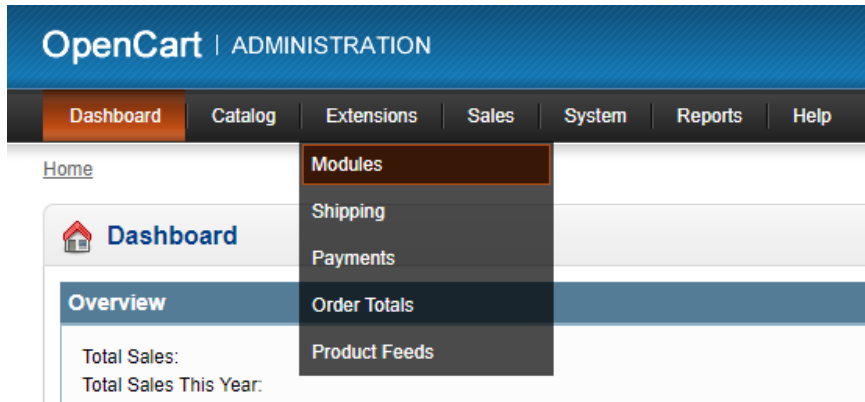 OpenCart | ADMINISTRATION
Dashboard Catalog Extensions Sales System Reports Help
Home
Modules
Shipping
Payments
Order Totals
Product Feeds
Dashboard
Overview
Total Sales:
Total Sales This Year: